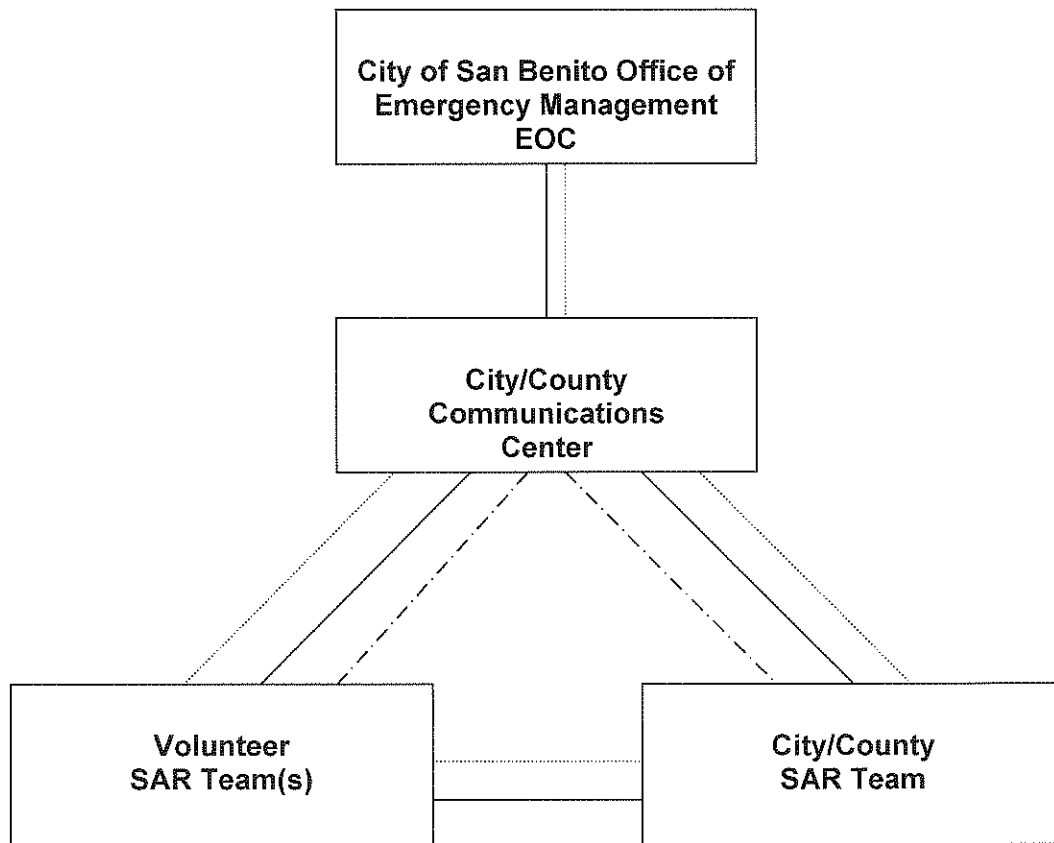 City of San Benito Office of
Emergency Management
EOC
City/County
Communications
Center
Volunteer
SAR Team(s)
City/County
SAR Team